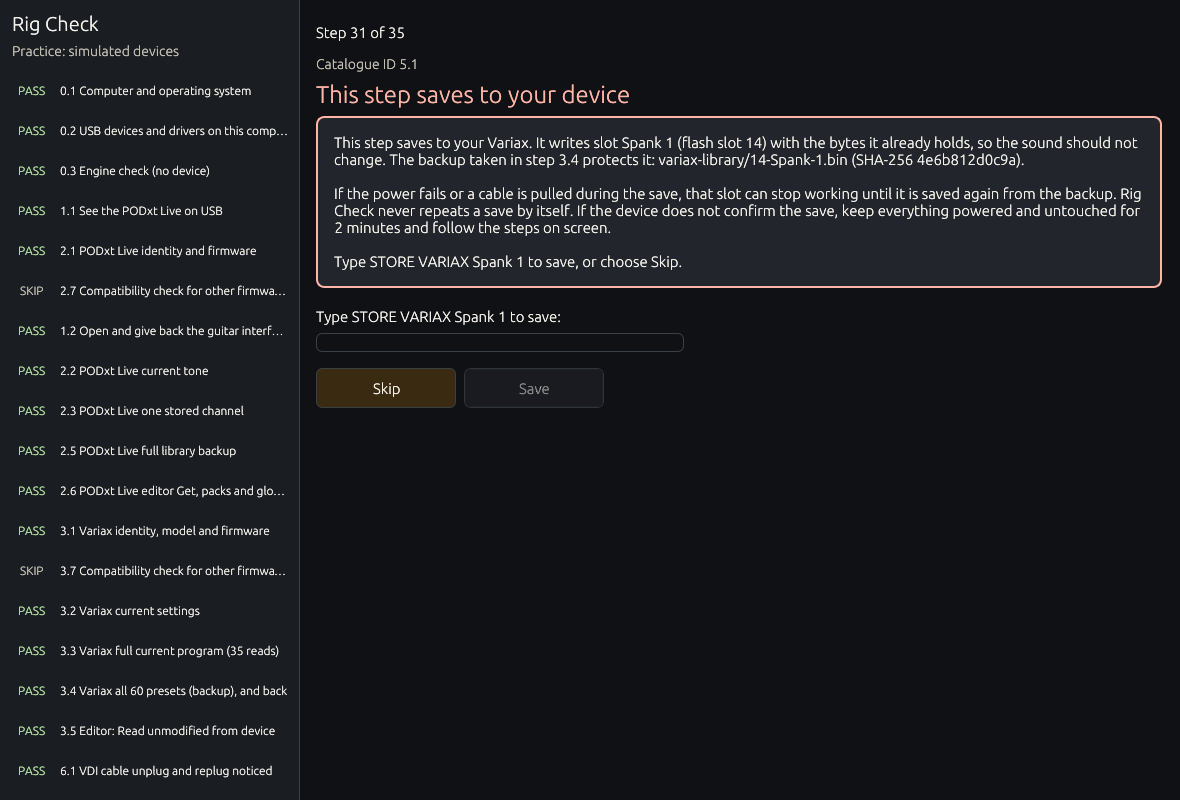 Rig Check
Practice: simulated devices
PASS 0.1 Computer and operating system
PASS 0.2 USB devices and drivers on this comp...
PASS 0.3 Engine check (no device)
PASS 1.1 See the PODxt Live on USB
PASS 2.1 PODxt Live identity and firmware
SKIP 2.7 Compatibility check for other firmwa...
PASS 1.2 Open and give back the guitar interf...
PASS 2.2 PODxt Live current tone
PASS 2.3 PODxt Live one stored channel
PASS 2.5 PODxt Live full library backup
PASS 2.6 PODxt Live editor Get, packs and glo...
PASS 3.1 Variax identity, model and firmware
SKIP 3.7 Compatibility check for other firmwa...
PASS 3.2 Variax current settings
PASS 3.3 Variax full current program (35 reads)
PASS 3.4 Variax all 60 presets (backup), and back
PASS 3.5 Editor: Read unmodified from device
PASS 6.1 VDI cable unplug and replug noticed
Step 31 of 35
Catalogue ID 5.1
This step saves to your device
This step saves to your Variax. It writes slot Spank 1 (flash slot 14) with the bytes it already holds, so the sound should not
change. The backup taken in step 3.4 protects it: variax-library/14-Spank-1.bin (SHA-256 4e6b812d0c9a).
If the power fails or a cable is pulled during the save, that slot can stop working until it is saved again from the backup. Rig
Check never repeats a save by itself. If the device does not confirm the save, keep everything powered and untouched for
2 minutes and follow the steps on screen.
Type STORE VARIAX Spank 1 to save, or choose Skip.
Type STORE VARIAX Spank 1 to save:
Skip Save